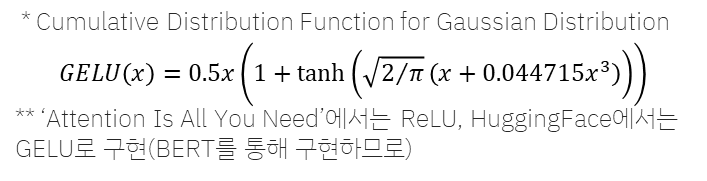 * Cumulative Distribution Function for Gaussian Distribution
GELU(x) = 0.5x(1 + tanh(√2/π(x + 0.044715x³)))
** ‘Attention Is All You Need’에서는 ReLU, HuggingFace에서는
GELU로 구현(BERT를 통해 구현하므로)